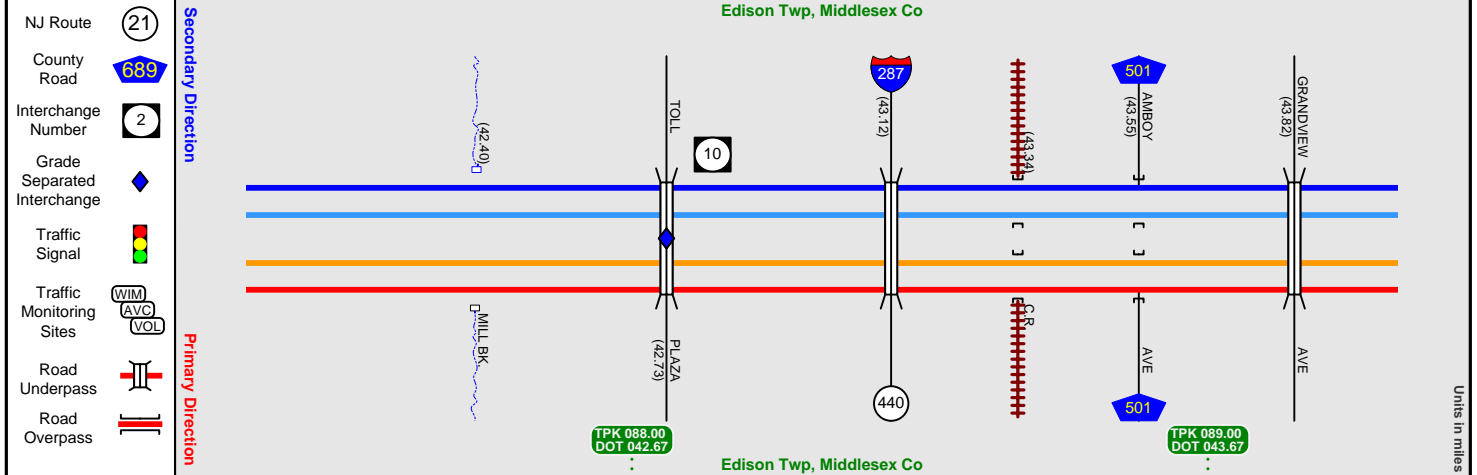 NJ Route
21
County
Road
689
Interchange
Number
2
Grade
Separated
Interchange
Traffic
Signal
Traffic
Monitoring
Sites
WIM
AVC
VOL
Road
Underpass
Road
Overpass
Secondary Direction
Primary Direction
Edison Twp, Middlesex Co
(42.40)
MILL BK
TOLL
10
PLAZA
(42.73)
287
(43.12)
440
(43.34)
C.R.
501
AMBOY
(43.55)
AVE
501
GRANDVIEW
(43.82)
AVE
TPK 088.00
DOT 042.67
TPK 089.00
DOT 043.67
Edison Twp, Middlesex Co
Units in miles